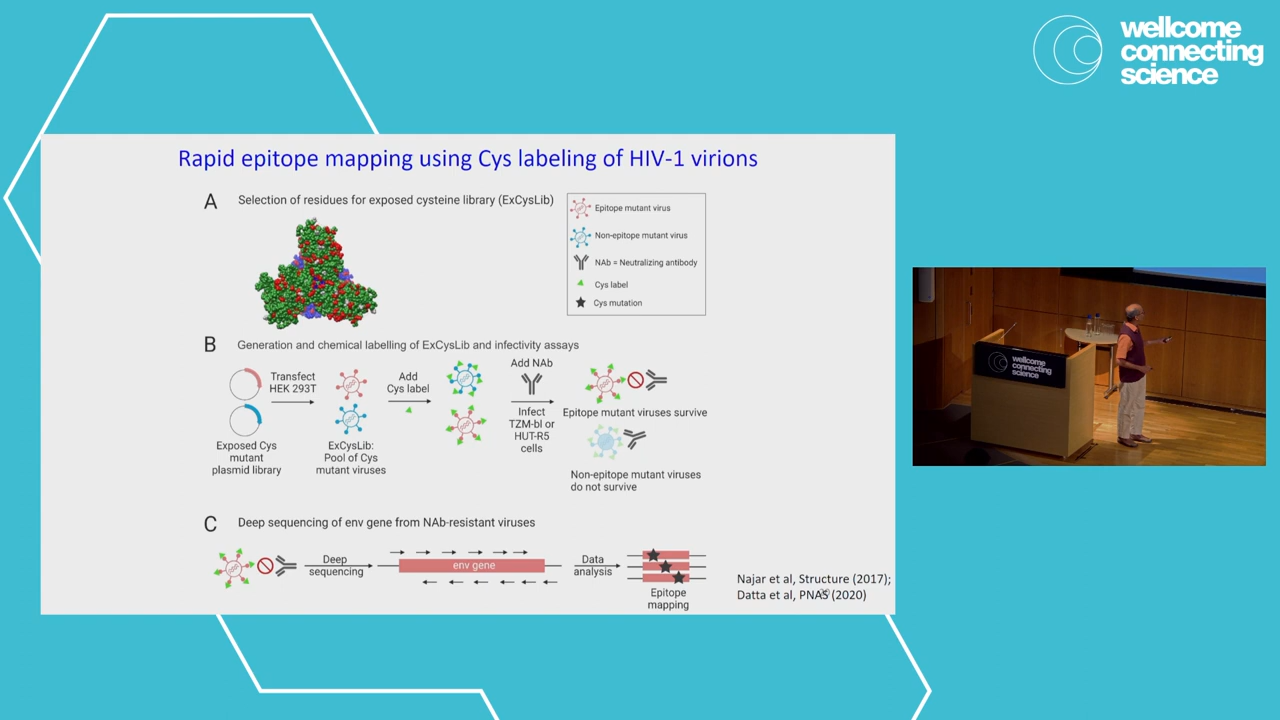 wellcome
connecting
science
Rapid epitope mapping using Cys labeling of HIV-1 virions
A Selection of residues for exposed cysteine library (ExCysLib)
Epitope mutant virus
Non-epitope mutant virus
NAb = Neutralizing antibody
Cys label
Cys mutation
B Generation and chemical labelling of ExCysLib and infectivity assays
Transfect
HEK 293T
Add
Cys label
Add NAb
Infect
TZM-bl or
HUT-R5
cells
Epitope mutant viruses survive
Exposed Cys
mutant
plasmid library
ExCysLib:
Pool of Cys
mutant viruses
Non-epitope mutant viruses
do not survive
C Deep sequencing of env gene from NAb-resistant viruses
Deep
sequencing
env gene
Data
analysis
Epitope
mapping
Najar et al, Structure (2017);
Datta et al, PNAS (2020)
wellcome
connecting
science